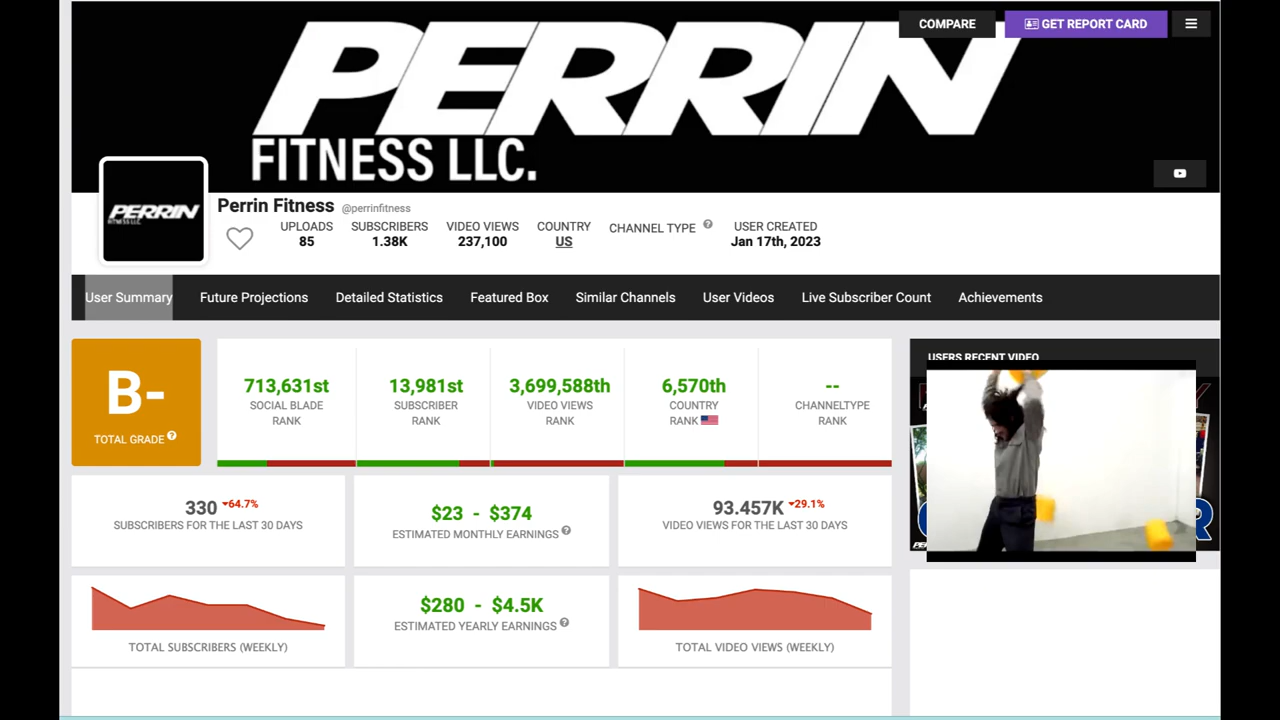 PERRIN
FITNESS LLC.
COMPARE
GET REPORT CARD
PERRIN
FITNESS LLC.
Perrin Fitness @perrinfitness
UPLOADS
85
SUBSCRIBERS
1.38K
VIDEO VIEWS
237,100
COUNTRY
US
CHANNEL TYPE ?
USER CREATED
Jan 17th, 2023
User Summary
Future Projections
Detailed Statistics
Featured Box
Similar Channels
User Videos
Live Subscriber Count
Achievements
B-
TOTAL GRADE ?
713,631st
SOCIAL BLADE
RANK
13,981st
SUBSCRIBER
RANK
3,699,588th
VIDEO VIEWS
RANK
6,570th
COUNTRY
RANK
--
CHANNELTYPE
RANK
USERS RECENT VIDEO
330 -64.7%
SUBSCRIBERS FOR THE LAST 30 DAYS
$23 - $374
ESTIMATED MONTHLY EARNINGS ?
93.457K -29.1%
VIDEO VIEWS FOR THE LAST 30 DAYS
TOTAL SUBSCRIBERS (WEEKLY)
$280 - $4.5K
ESTIMATED YEARLY EARNINGS ?
TOTAL VIDEO VIEWS (WEEKLY)